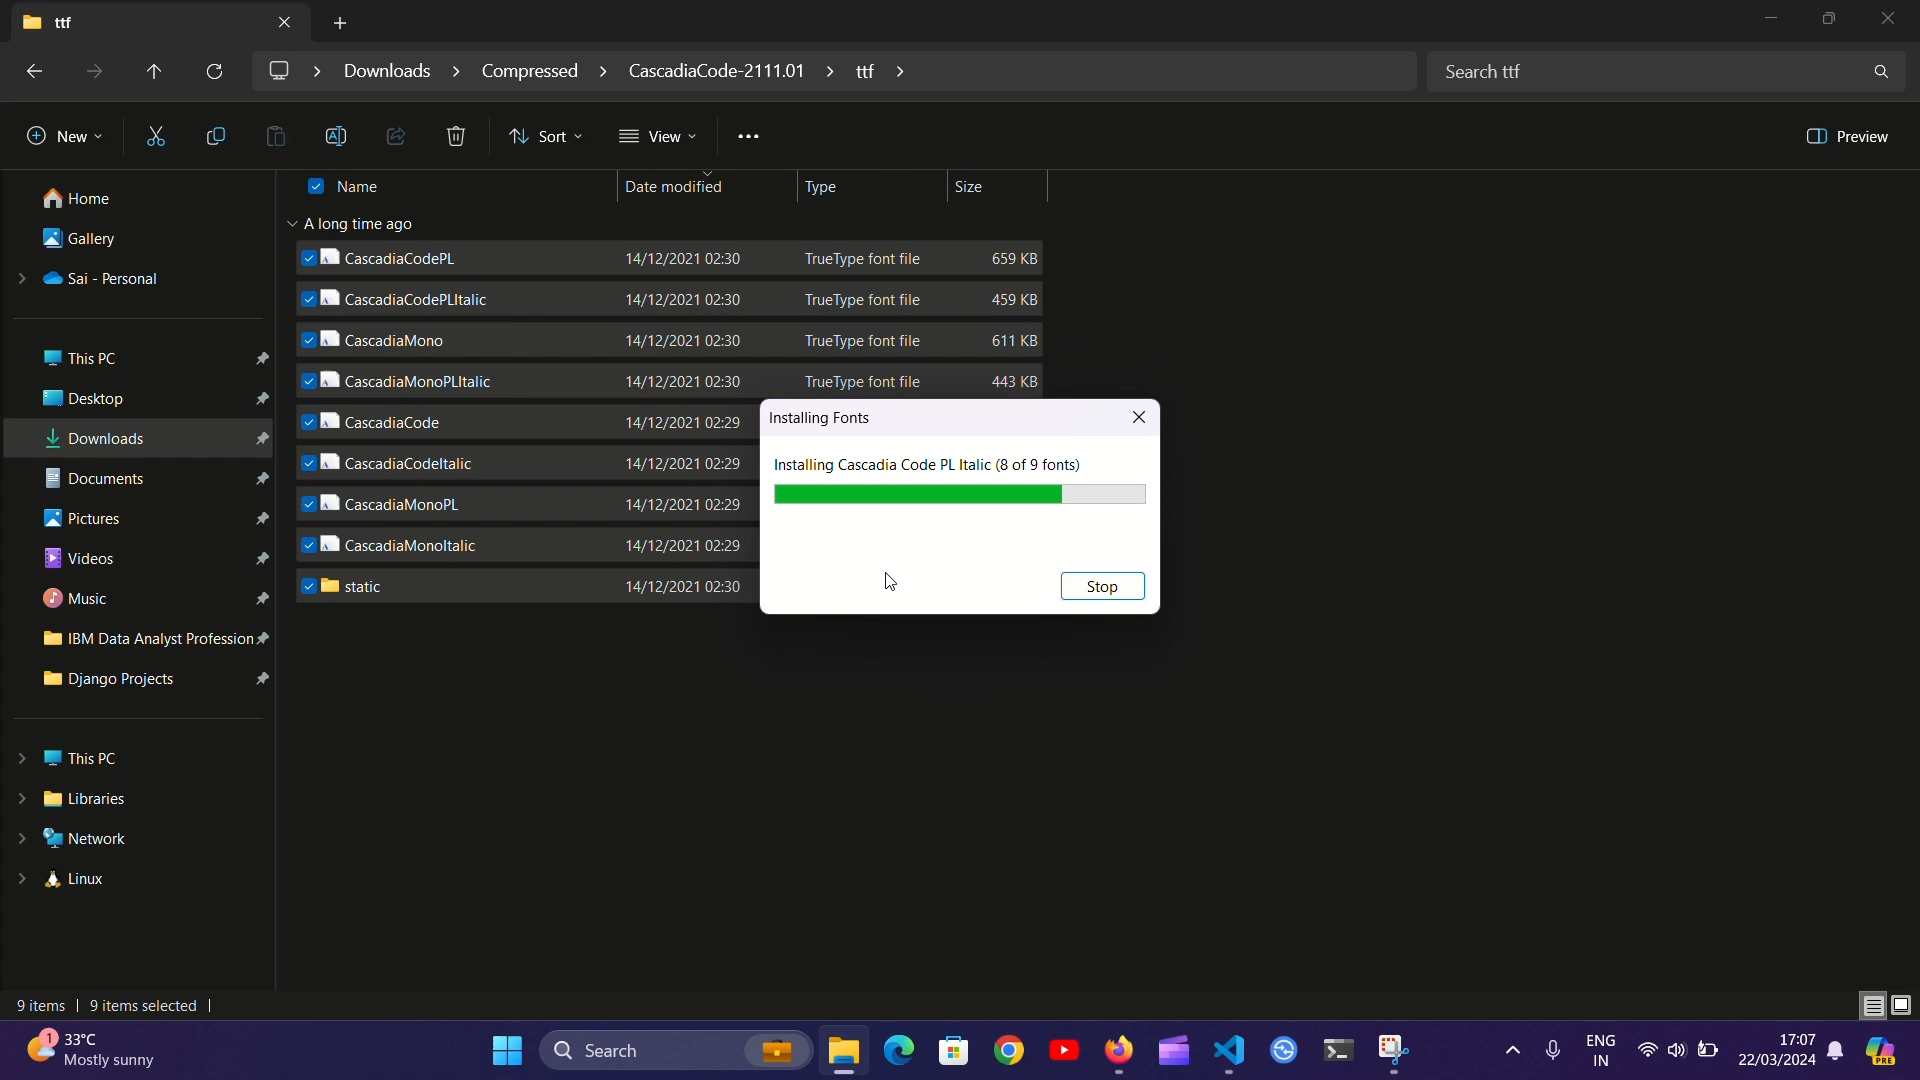 ttf
Downloads Compressed CascadiaCode-2111.01 ttf
Search ttf
New
Sort
View
Preview
Name Date modified Type Size
A long time ago
CascadiaCodePL 14/12/2021 02:30 TrueType font file 659 KB
CascadiaCodePLItalic 14/12/2021 02:30 TrueType font file 459 KB
CascadiaMono 14/12/2021 02:30 TrueType font file 611 KB
CascadiaMonoPLItalic 14/12/2021 02:30 TrueType font file 443 KB
CascadiaCode 14/12/2021 02:29
CascadiaCodeItalic 14/12/2021 02:29
CascadiaMonoPL 14/12/2021 02:29
CascadiaMonoItalic 14/12/2021 02:29
static 14/12/2021 02:30
Installing Fonts
Installing Cascadia Code PL Italic (8 of 9 fonts)
Stop
Home
Gallery
Sai - Personal
This PC
Desktop
Downloads
Documents
Pictures
Videos
Music
IBM Data Analyst Profession
Django Projects
This PC
Libraries
Network
Linux
9 items 9 items selected
1
33°C
Mostly sunny
Search
ENG
IN
17:07
22/03/2024
PRE